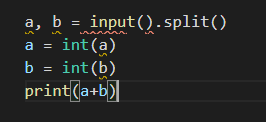 a, b = input().split()
a = int(a)
b = int(b)
print(a+b)